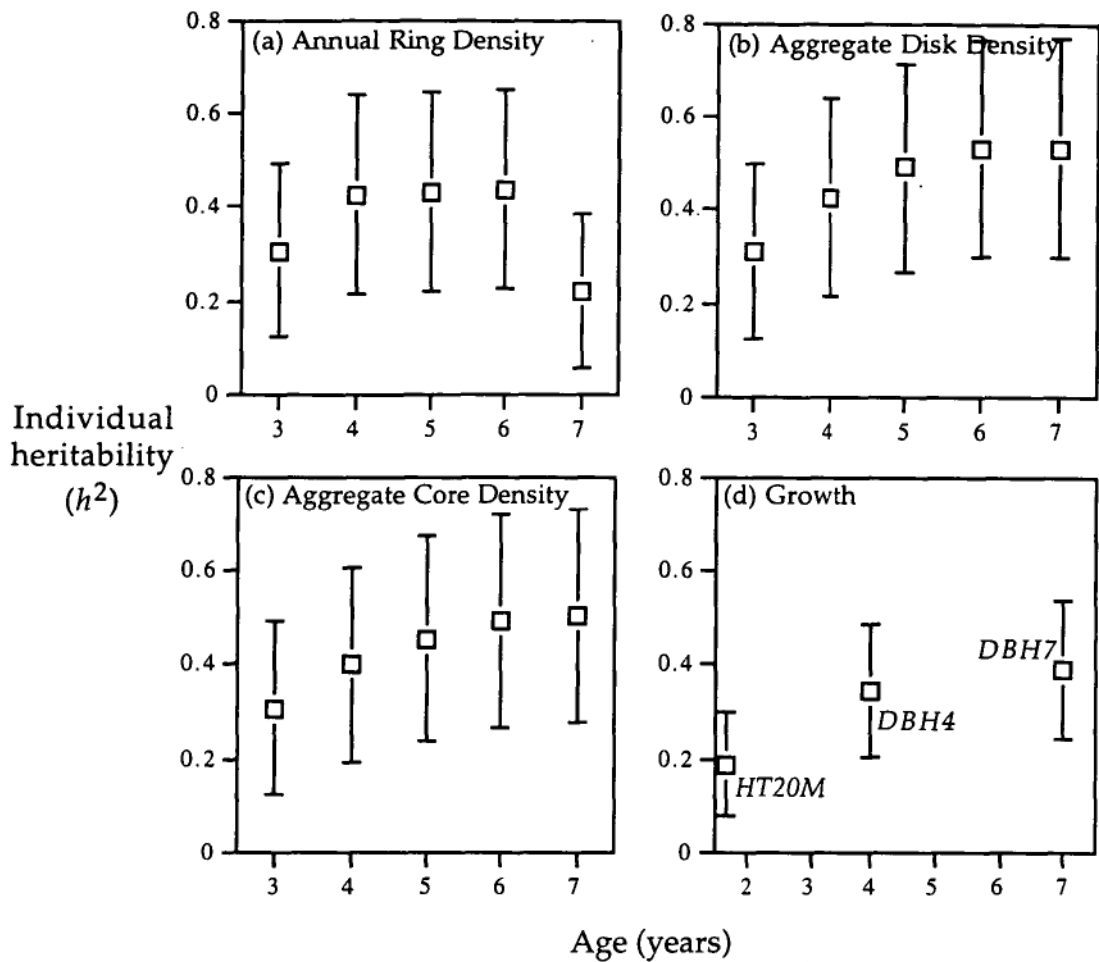 (a) Annual Ring Density
0.8
0.6
0.4
0.2
0
3 4 5 6 7
(b) Aggregate Disk Density
0.8
0.6
0.4
0.2
0
3 4 5 6 7
Individual
heritability
(h²)
(c) Aggregate Core Density
0.8
0.6
0.4
0.2
0
3 4 5 6 7
(d) Growth
0.8
0.6
0.4
0.2
0
DBH7
DBH4
HT20M
2 3 4 5 6 7
Age (years)